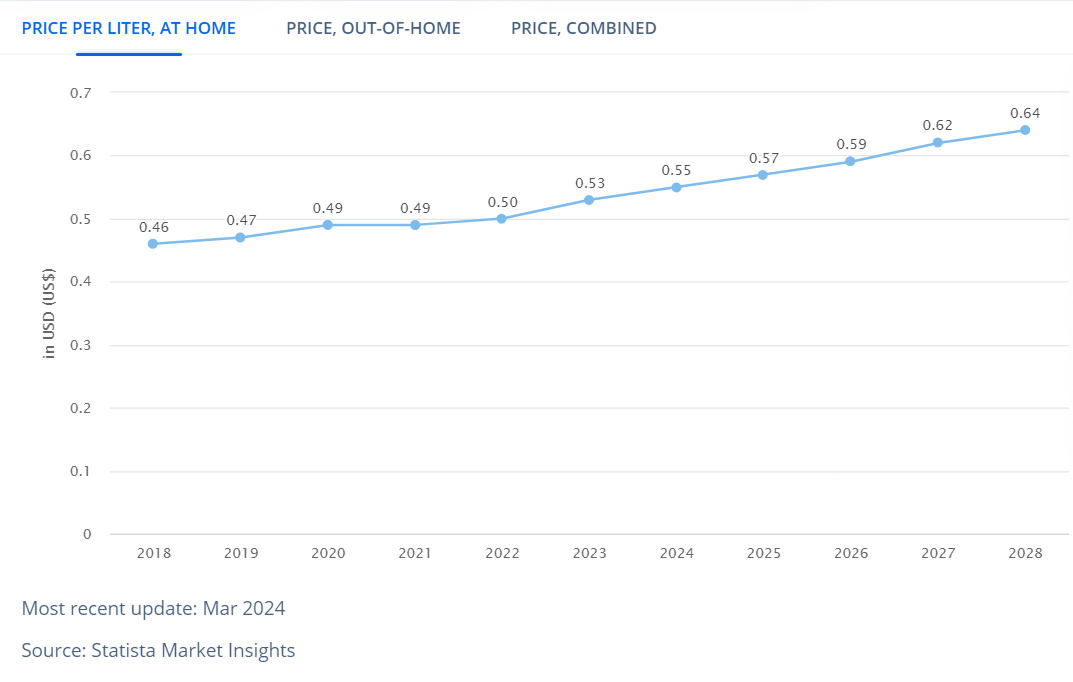 PRICE PER LITER, AT HOME PRICE, OUT-OF-HOME PRICE, COMBINED
in USD (US$)
0.7
0.6
0.5
0.4
0.3
0.2
0.1
0
0.46 0.47 0.49 0.49 0.50 0.53 0.55 0.57 0.59 0.62 0.64
2018 2019 2020 2021 2022 2023 2024 2025 2026 2027 2028
Most recent update: Mar 2024
Source: Statista Market Insights